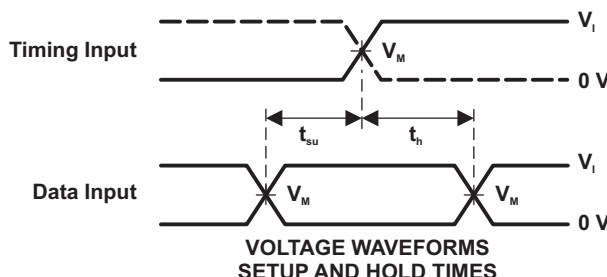 V_I
Timing Input
V_M
0 V
t_su
t_h
V_I
Data Input
V_M
V_M
0 V
VOLTAGE WAVEFORMS
SETUP AND HOLD TIMES